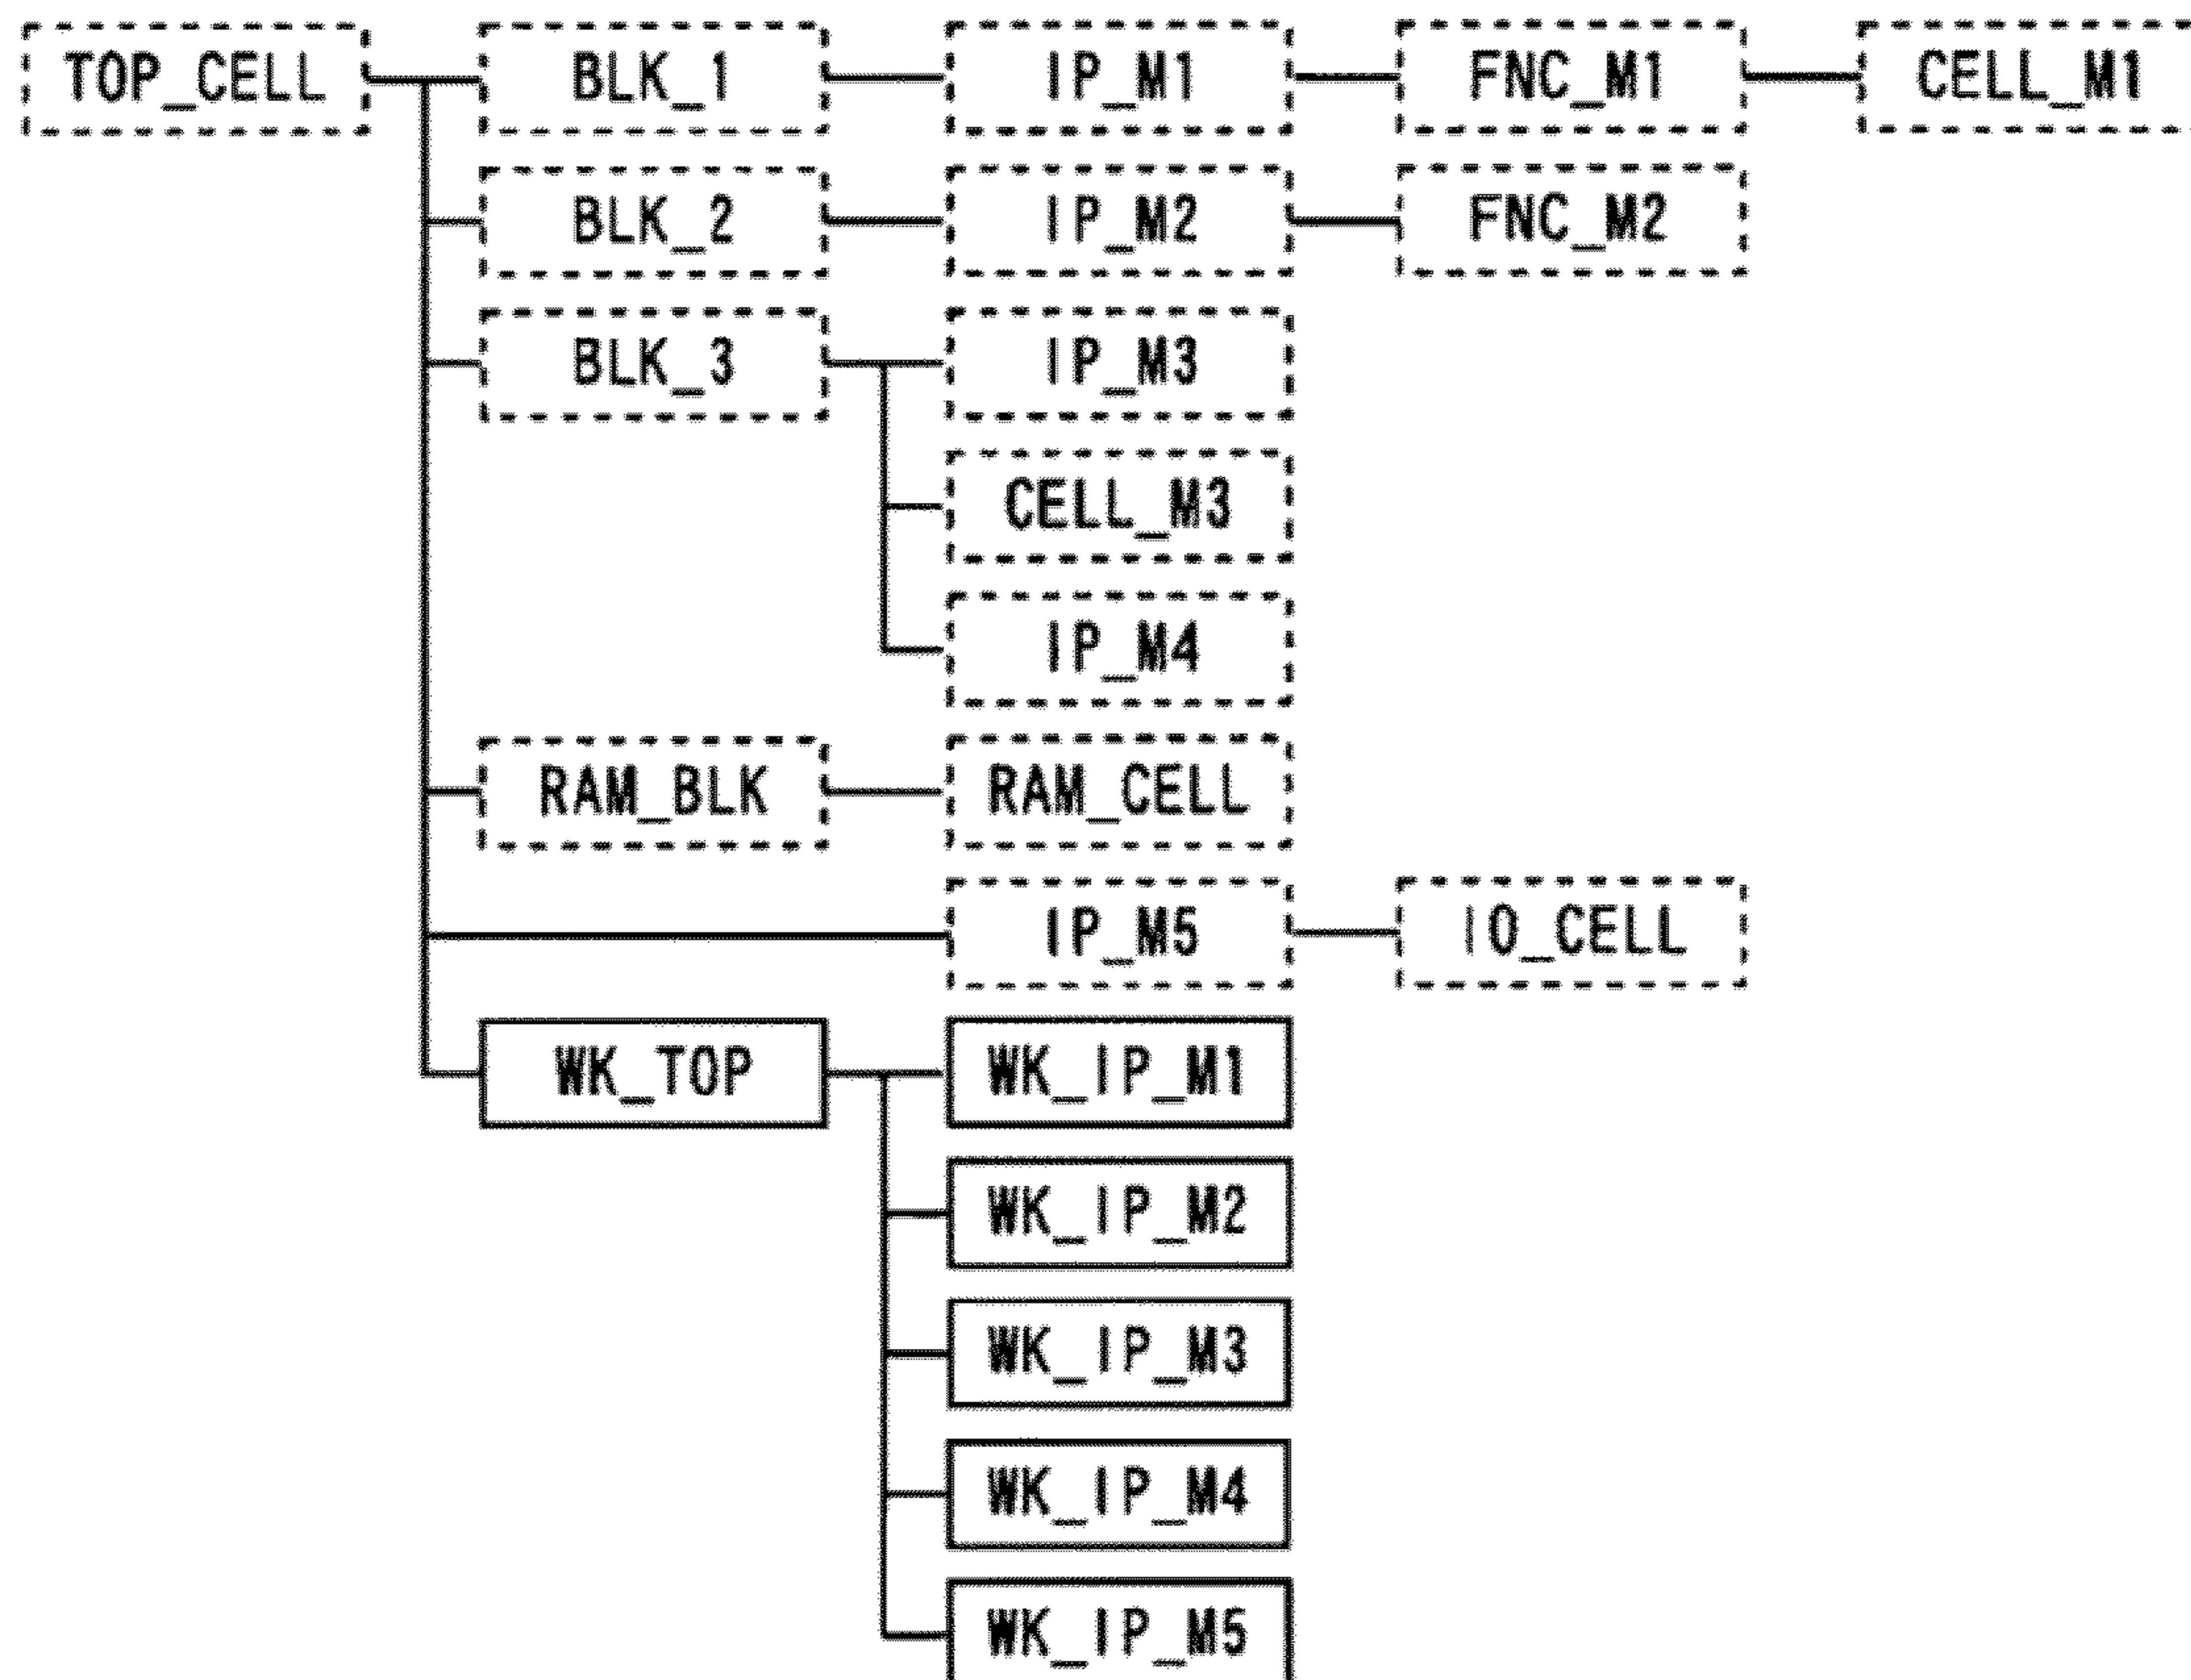 TOP_CELL BLK_1 IP_M1 FNC_M1 CELL_M1
BLK_2 IP_M2 FNC_M2
BLK_3 IP_M3
CELL_M3
IP_M4
RAM_BLK RAM_CELL
IP_M5 IO_CELL
WK_TOP WK_IP_M1
WK_IP_M2
WK_IP_M3
WK_IP_M4
WK_IP_M5